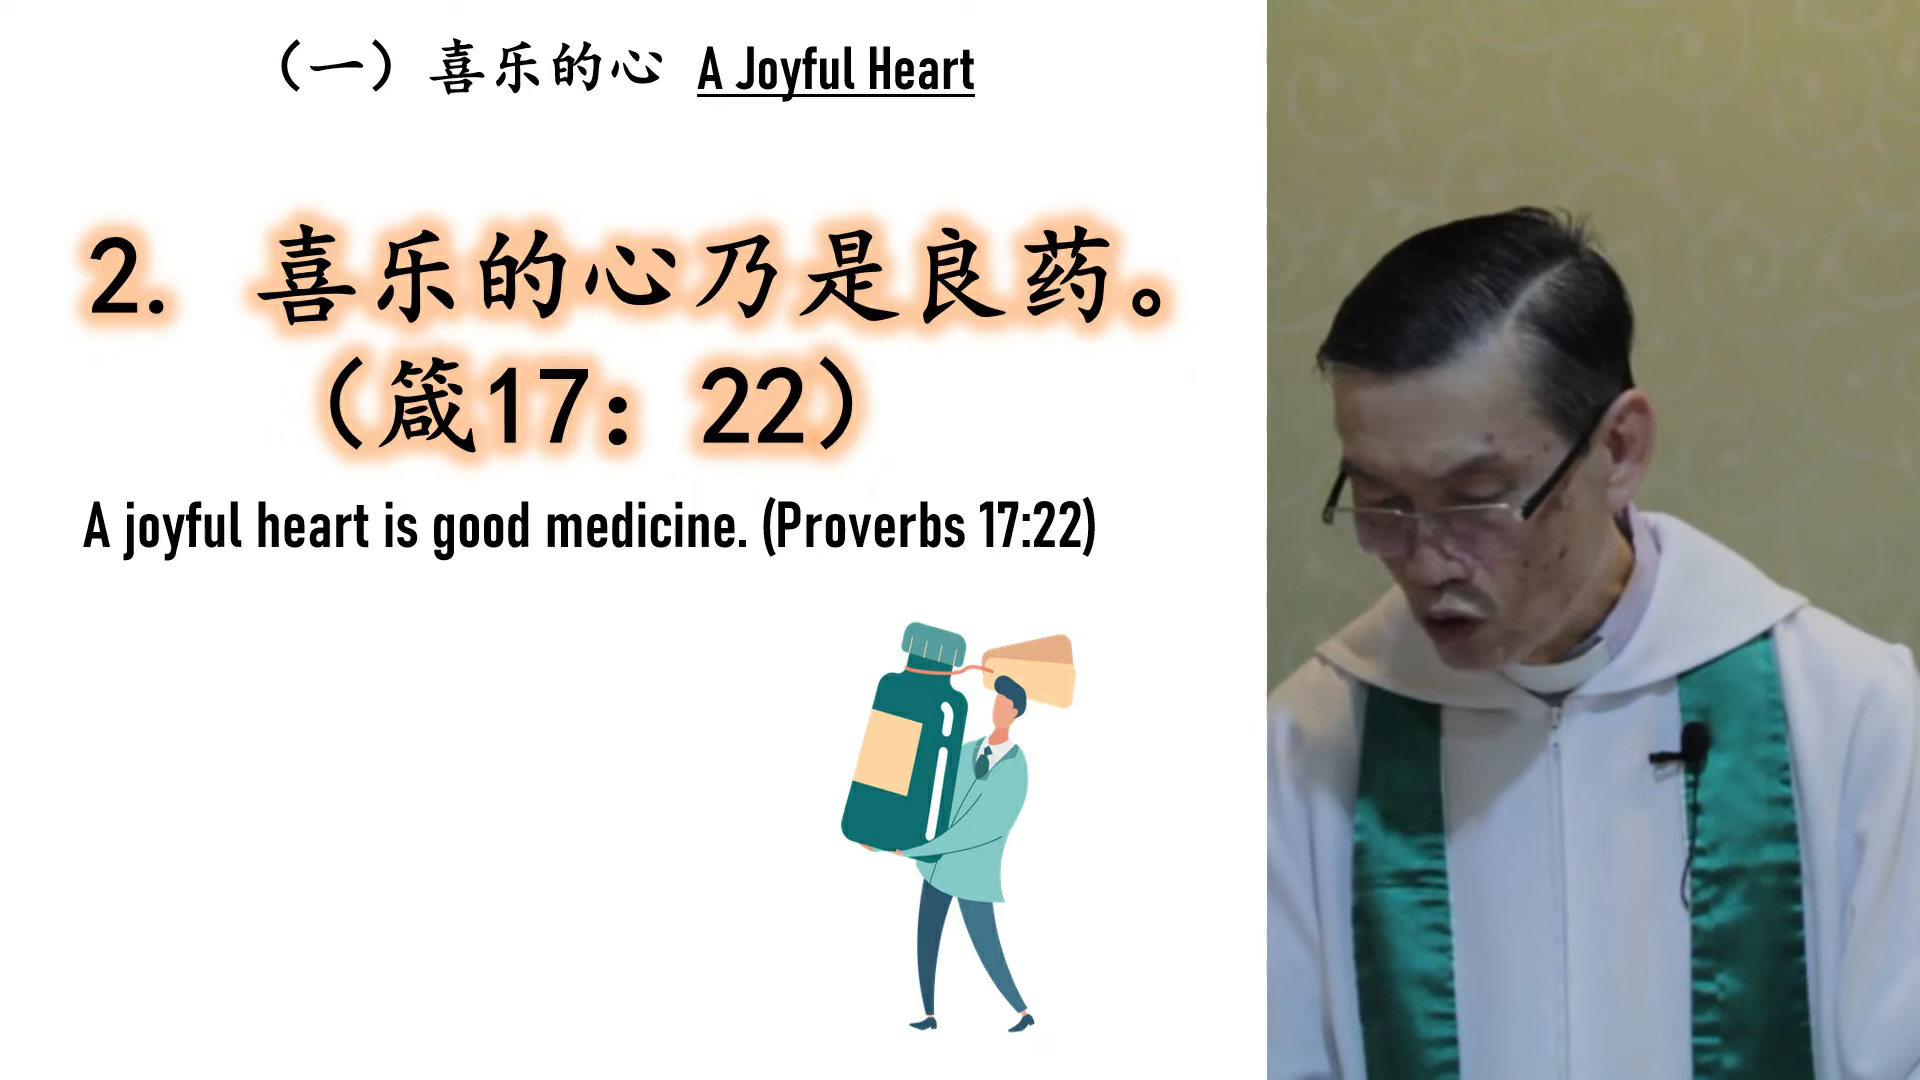 （一）喜乐的心 A Joyful Heart
2. 喜乐的心乃是良药。
（箴17：22）
A joyful heart is good medicine. (Proverbs 17:22)